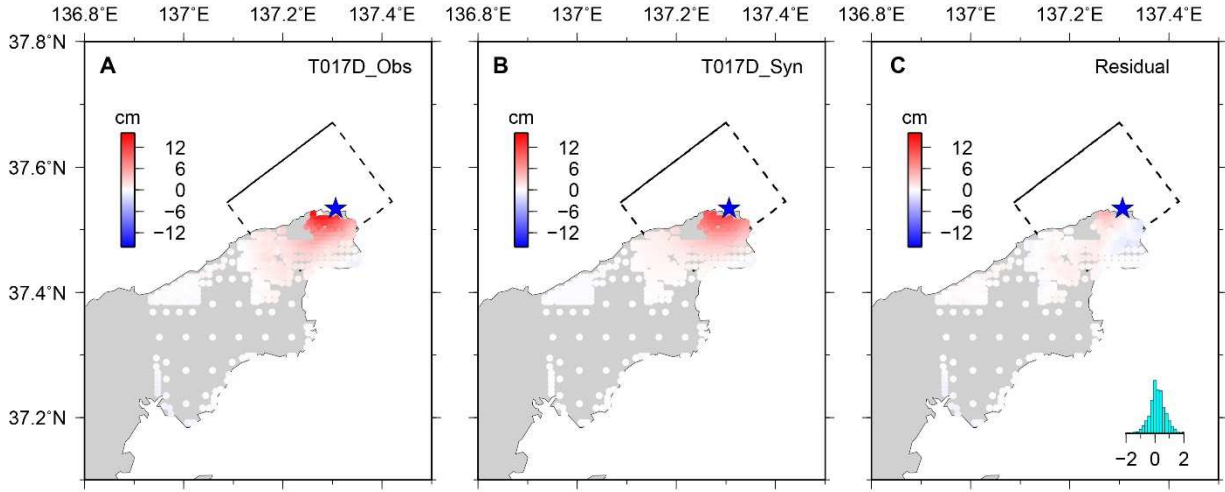 136.8°E 137°E 137.2°E 137.4°E 136.8°E 137°E 137.2°E 137.4°E 136.8°E 137°E 137.2°E 137.4°E
37.8°N
A T017D_Obs B T017D_Syn C Residual
cm cm cm
12 12 12
37.6°N
6 6 6
0 0 0
−6 −6 −6
−12 −12 −12
37.4°N
37.2°N
−2 0 2